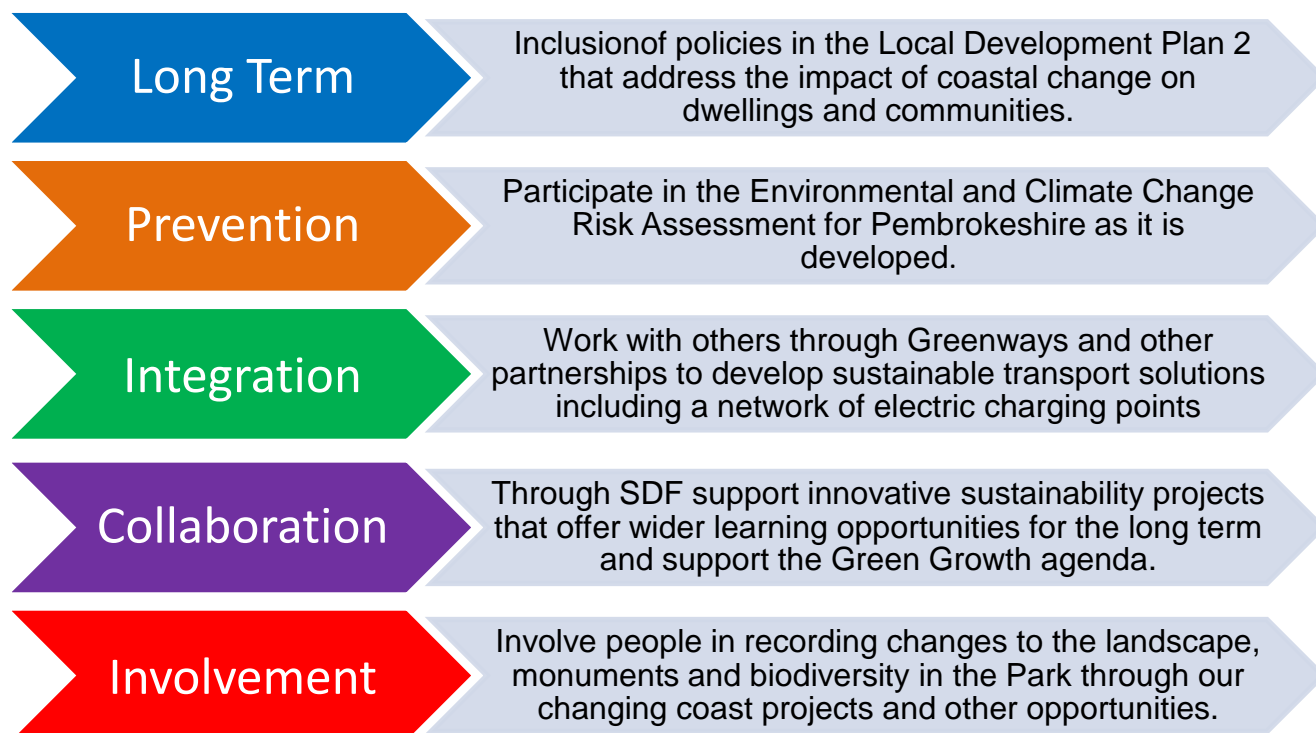 Long Term
Inclusionof policies in the Local Development Plan 2
that address the impact of coastal change on
dwellings and communities.
Prevention
Participate in the Environmental and Climate Change
Risk Assessment for Pembrokeshire as it is
developed.
Integration
Work with others through Greenways and other
partnerships to develop sustainable transport solutions
including a network of electric charging points
Collaboration
Through SDF support innovative sustainability projects
that offer wider learning opportunities for the long term
and support the Green Growth agenda.
Involvement
Involve people in recording changes to the landscape,
monuments and biodiversity in the Park through our
changing coast projects and other opportunities.